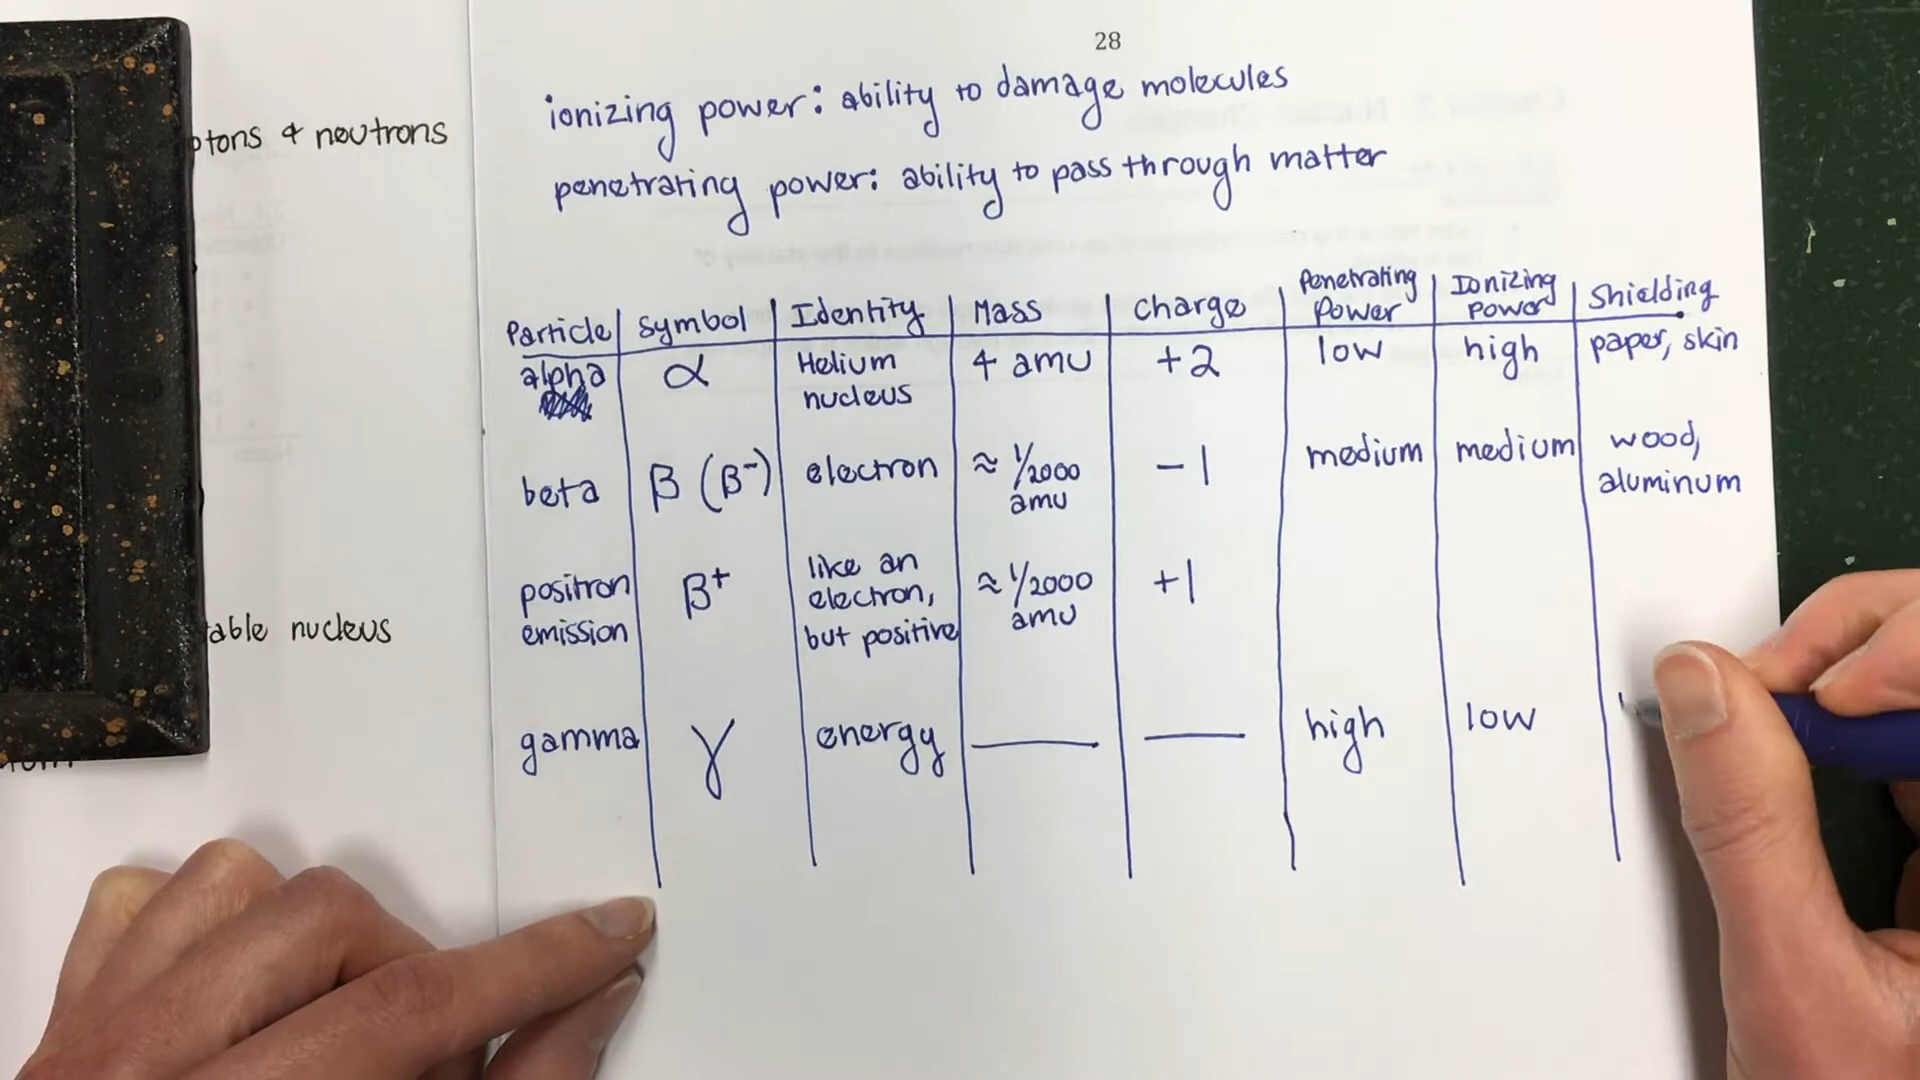 28
ionizing power: ability to damage molecules
penetrating power: ability to pass through matter
Particle symbol Identity Mass Charge Penetrating Power Ionizing Power Shielding
alpha α Helium nucleus 4 amu +2 low high paper, skin
beta β (β⁻) electron ≈ 1/2000 amu -1 medium medium wood, aluminum
positron emission β⁺ like an electron, but positive ≈ 1/2000 amu +1
gamma γ energy — — high low
& neutrons
nucleus